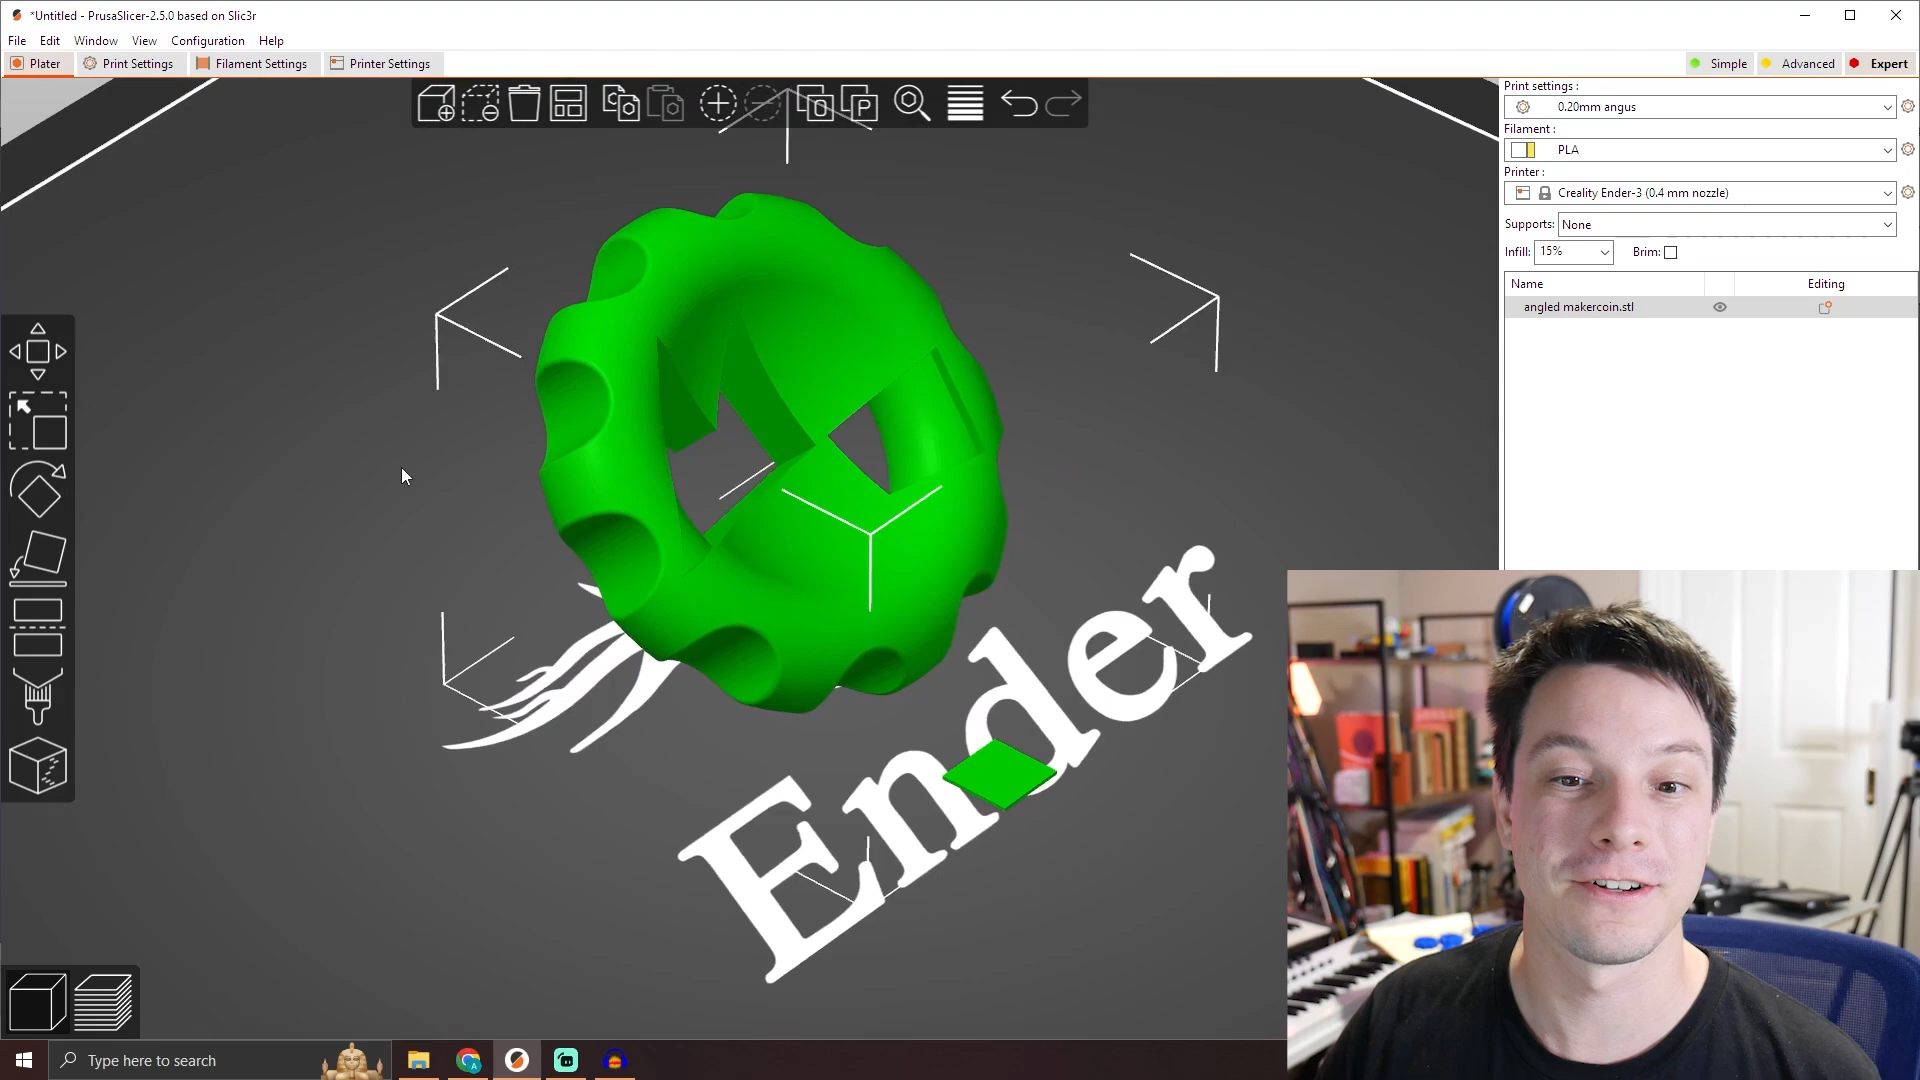 *Untitled - PrusaSlicer-2.5.0 based on Slic3r
File Edit Window View Configuration Help
Plater Print Settings Filament Settings Printer Settings
Simple Advanced Expert
Print settings :
0.20mm angus
Filament :
PLA
Printer :
Creality Ender-3 (0.4 mm nozzle)
Supports: None
Infill: 15% Brim:
Name Editing
angled makercoin.stl
Ender
Type here to search